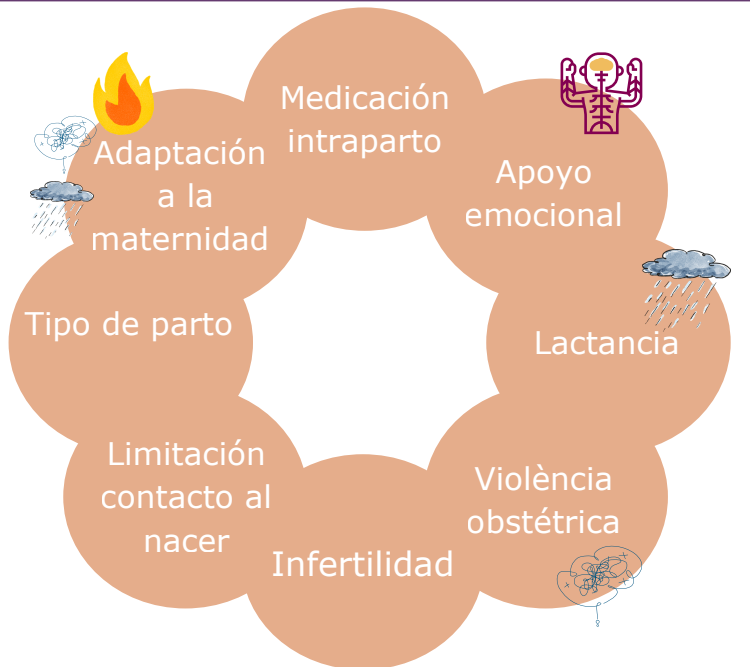 Medicación
intraparto
Apoyo
emocional
Lactancia
Violència
obstétrica
Infertilidad
Limitación
contacto al
nacer
Tipo de parto
Adaptación
a la
maternidad